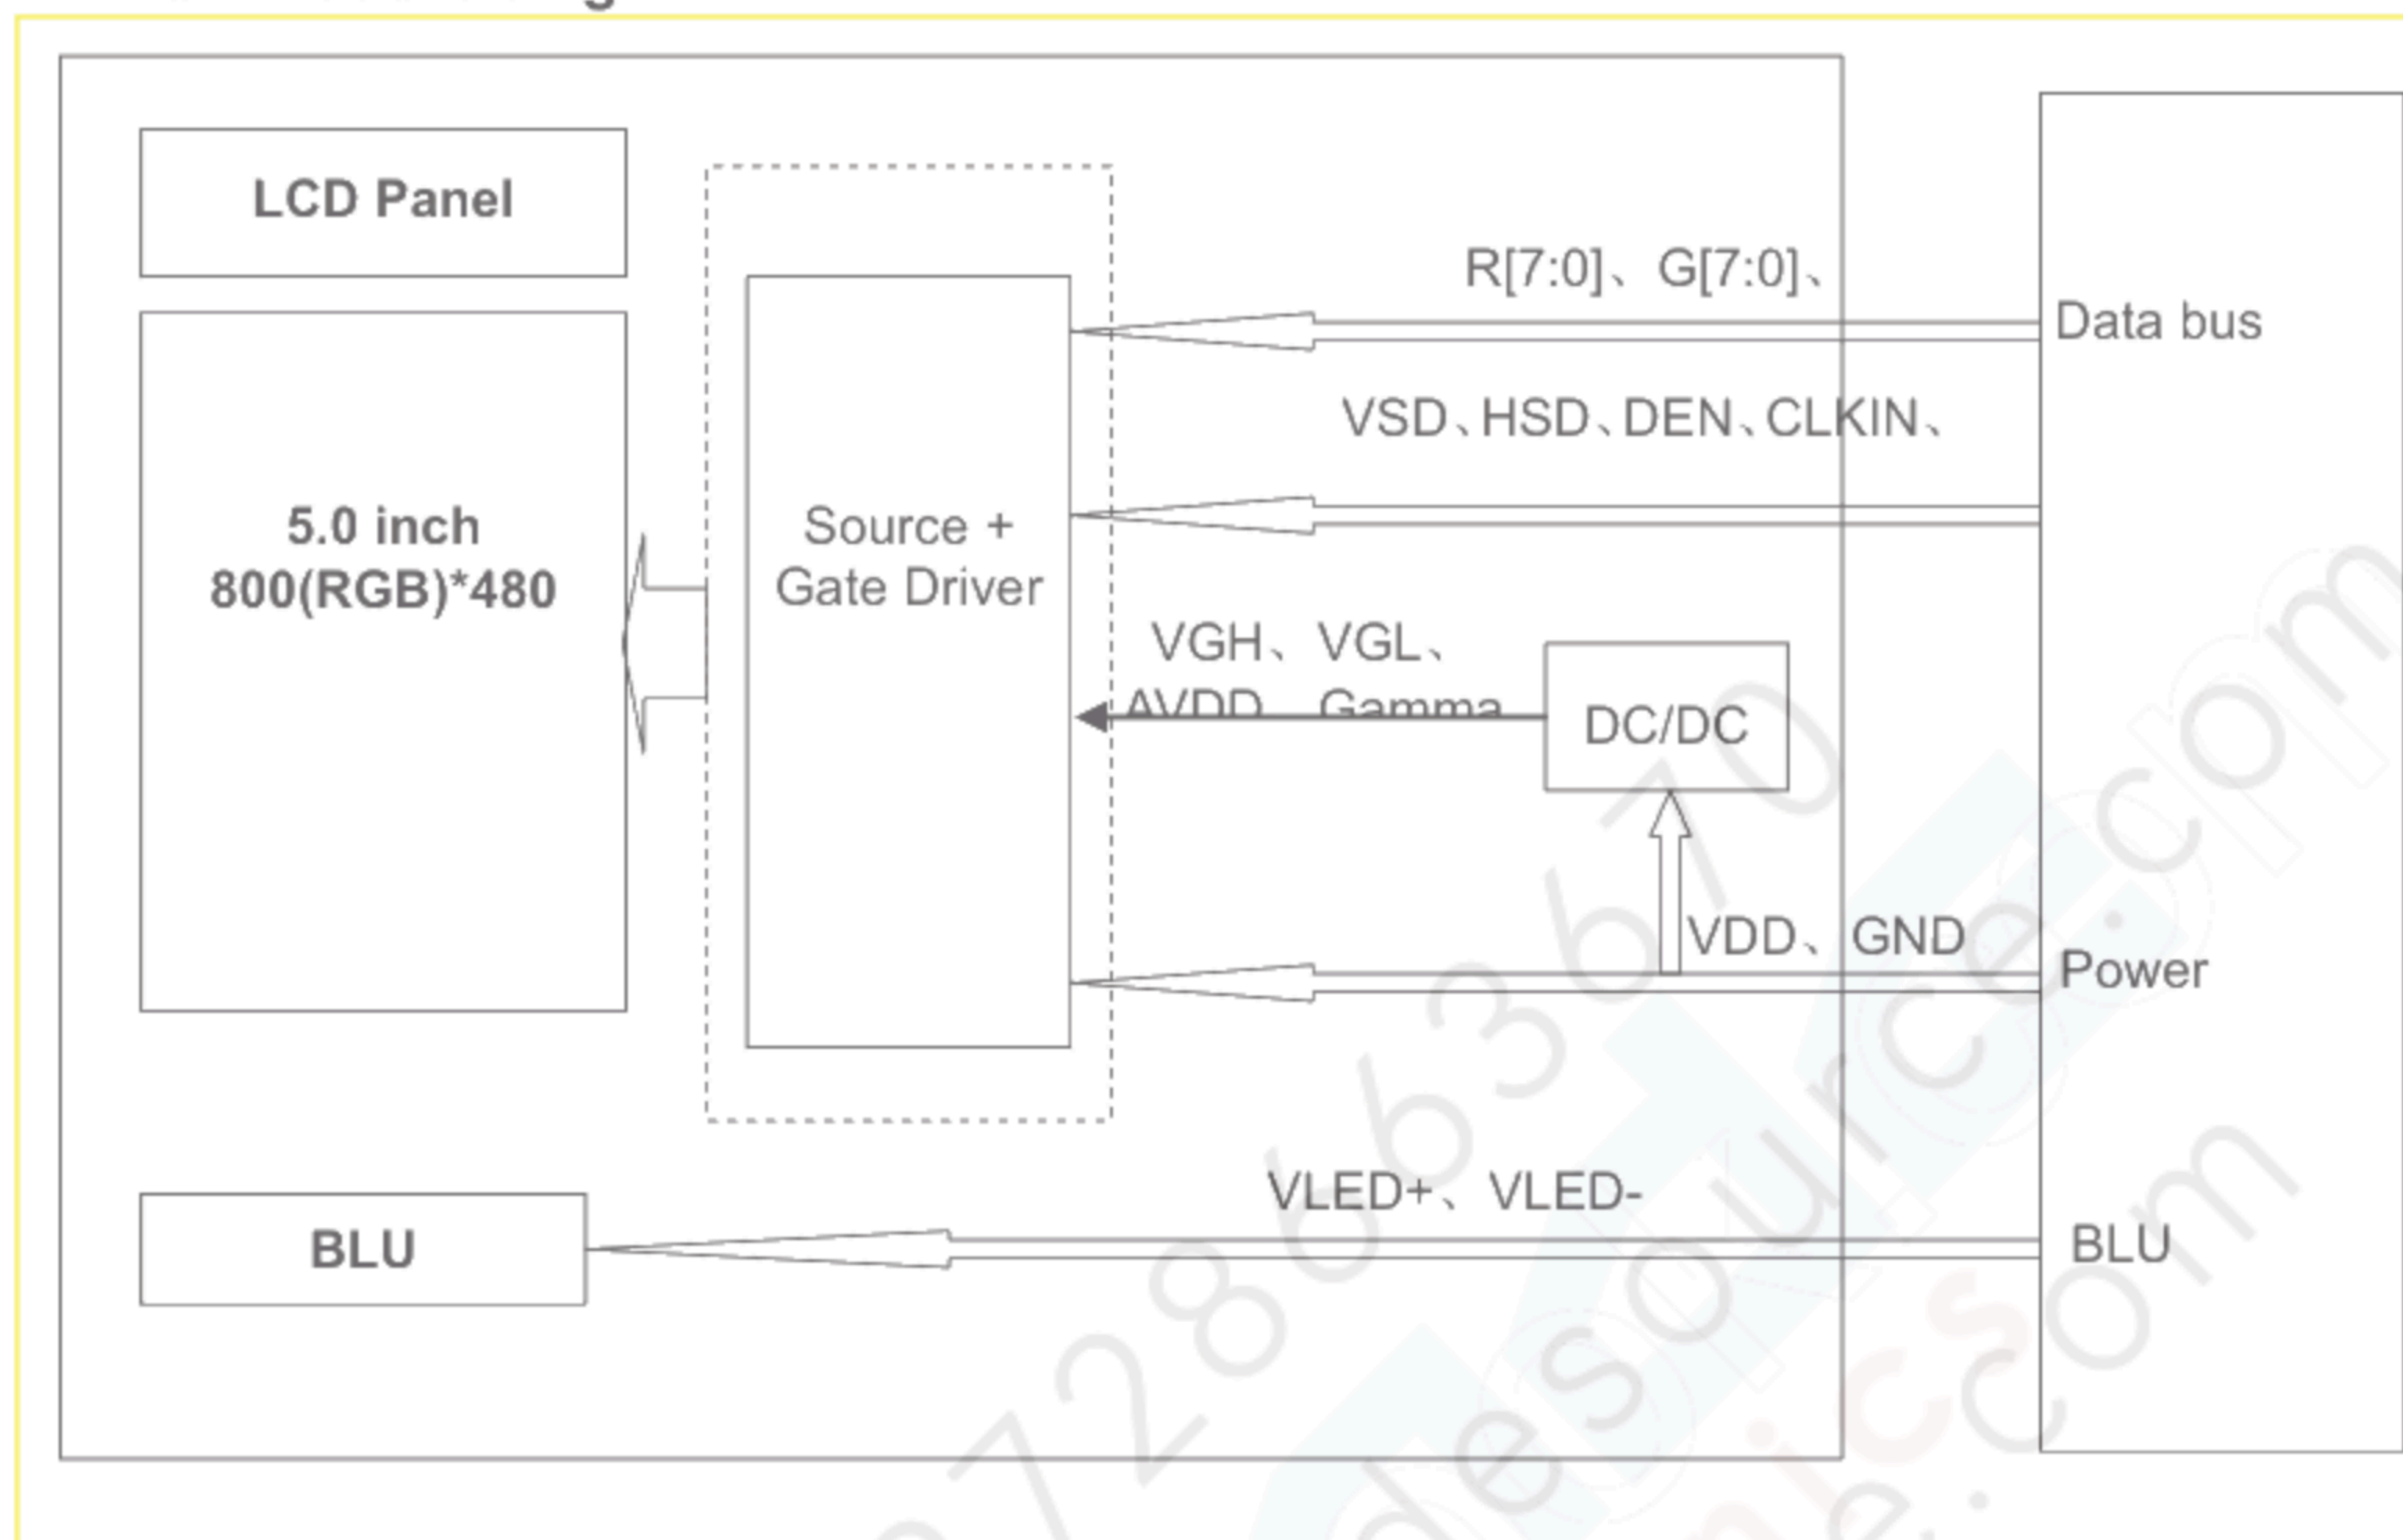 LCD Panel
R[7:0]、G[7:0]、
Data bus
VSD、HSD、DEN、CLKIN、
5.0 inch
800(RGB)*480
Source +
Gate Driver
VGH、VGL、
AVDD Gamma
DC/DC
VDD、GND
Power
VLED+、VLED-
BLU
BLU